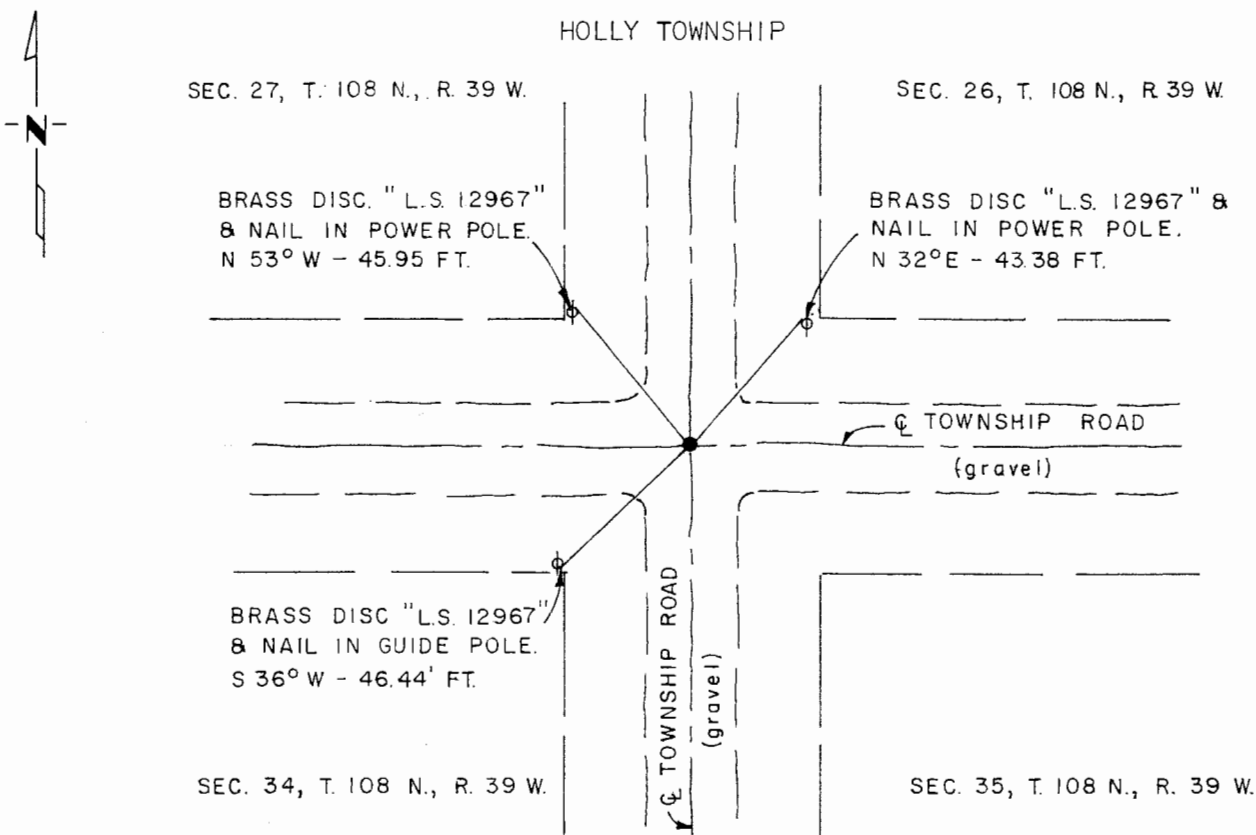 HOLLY TOWNSHIP
SEC. 27, T. 108 N., R. 39 W.
SEC. 26, T. 108 N., R. 39 W.
N
BRASS DISC. "L.S. 12967"
& NAIL IN POWER POLE.
N 53° W - 45.95 FT.
BRASS DISC "L.S. 12967" &
NAIL IN POWER POLE.
N 32° E - 43.38 FT.
℄ TOWNSHIP ROAD
(gravel)
BRASS DISC "L.S. 12967"
& NAIL IN GUIDE POLE.
S 36° W - 46.44' FT.
℄ TOWNSHIP ROAD
(gravel)
SEC. 34, T. 108 N., R. 39 W.
SEC. 35, T. 108 N., R. 39 W.